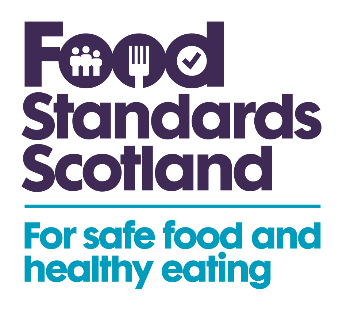 Food
Standards
Scotland
For safe food and
healthy eating